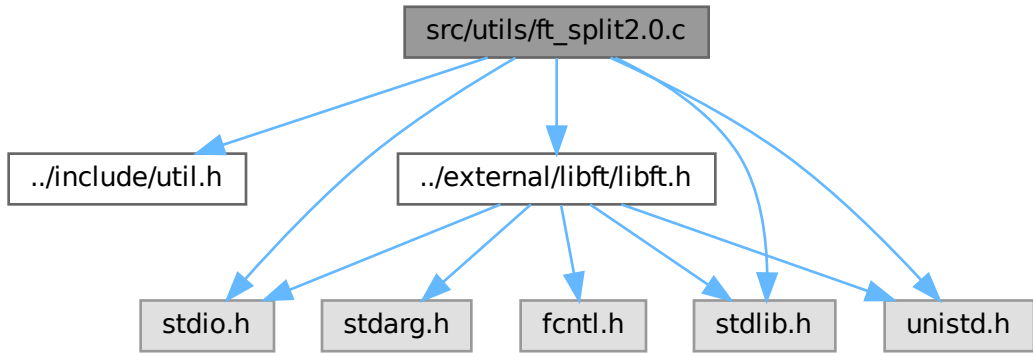 src/utils/ft_split2.0.c
../include/util.h
../external/libft/libft.h
stdio.h
stdarg.h
fcntl.h
stdlib.h
unistd.h